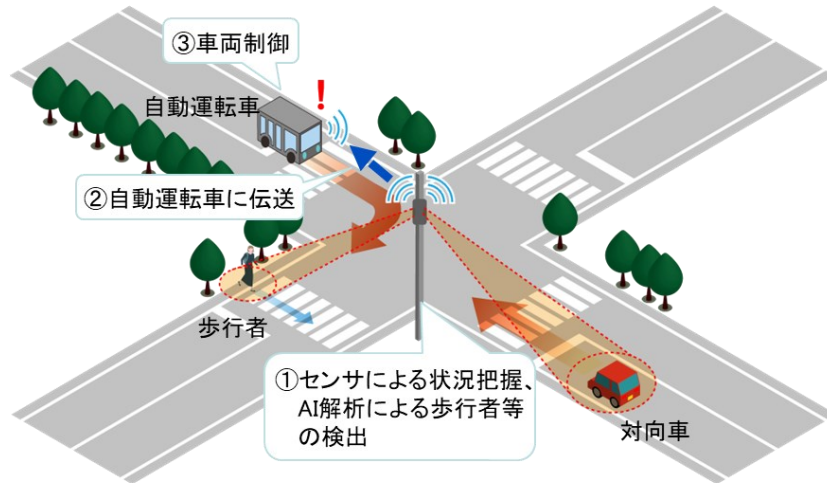 ③車両制御
自動運転車
！
②自動運転車に伝送
歩行者
①センサによる状況把握、
AI解析による歩行者等
の検出
対向車